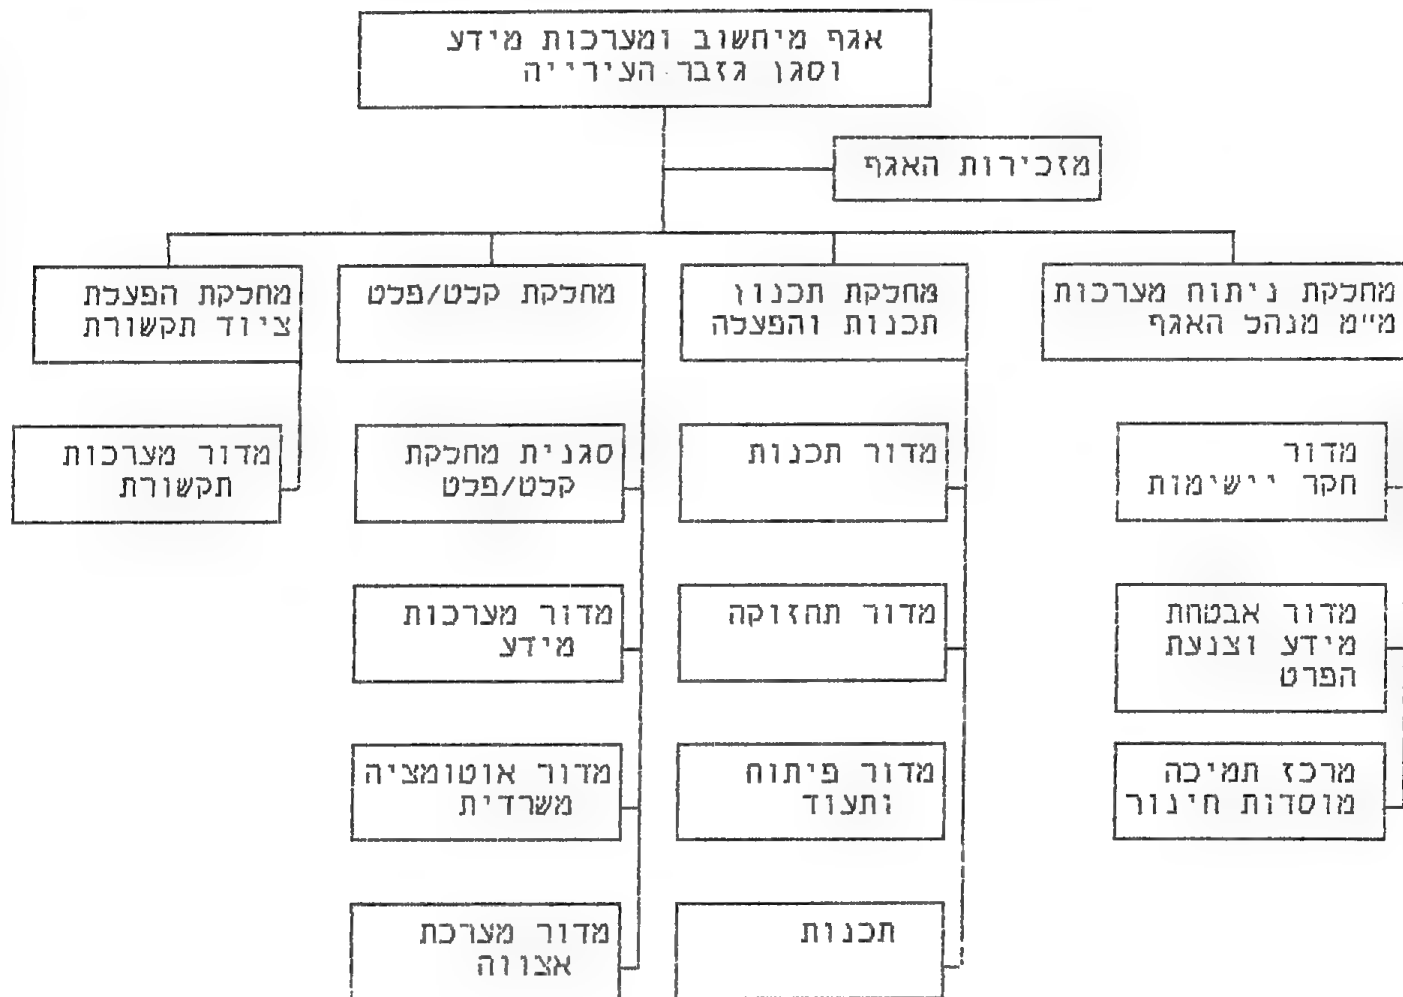 אגף מיחשוב ומערכות מידע
וסגן גזבר העירייה
מזכירות האגף
מחלקת ניתוח מערכות
מ"מ מנהל האגף
מחלקת תכנון
תכנות והפעלה
מחלקת קלט/פלט
מחלקת הפעלת
ציוד תקשורת
מדור
חקר יישימות
מדור תכנות
סגנית מחלקת
קלט/פלט
מדור מערכות
תקשורת
מדור אבטחת
מידע וצנעת
הפרט
מדור תחזוקה
מדור מערכות
מידע
מרכז תמיכה
מוסדות חינור
מדור פיתוח
ותעוד
מדור אוטומציה
משרדית
תכנות
מדור מערכת
אצווה